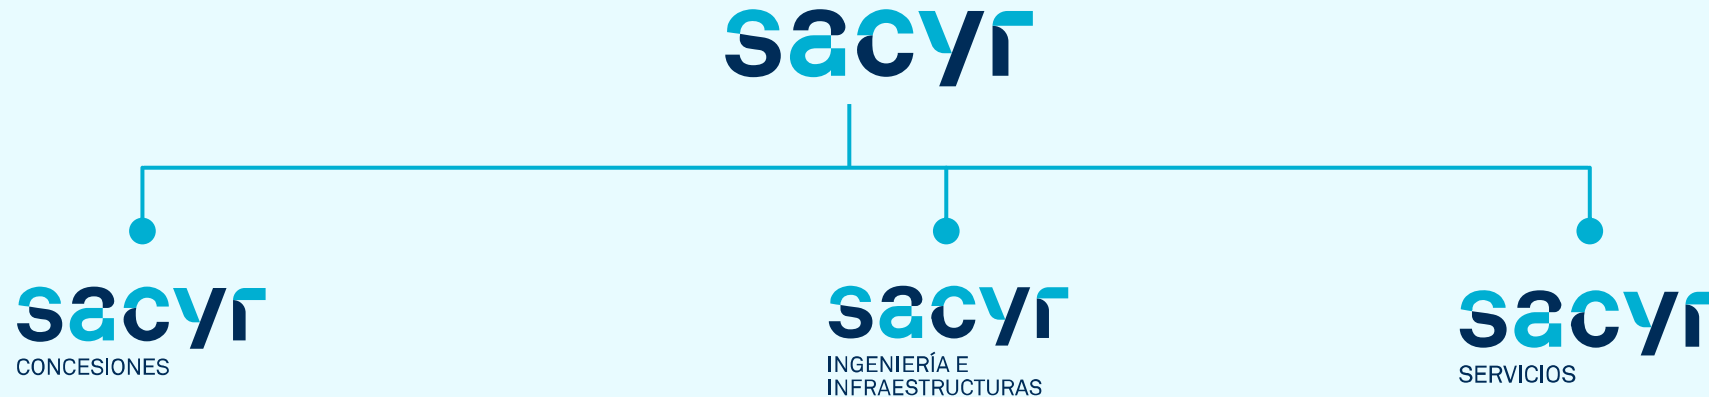 sacyr
sacyr
CONCESIONES
sacyr
INGENIERÍA E
INFRAESTRUCTURAS
sacyr
SERVICIOS